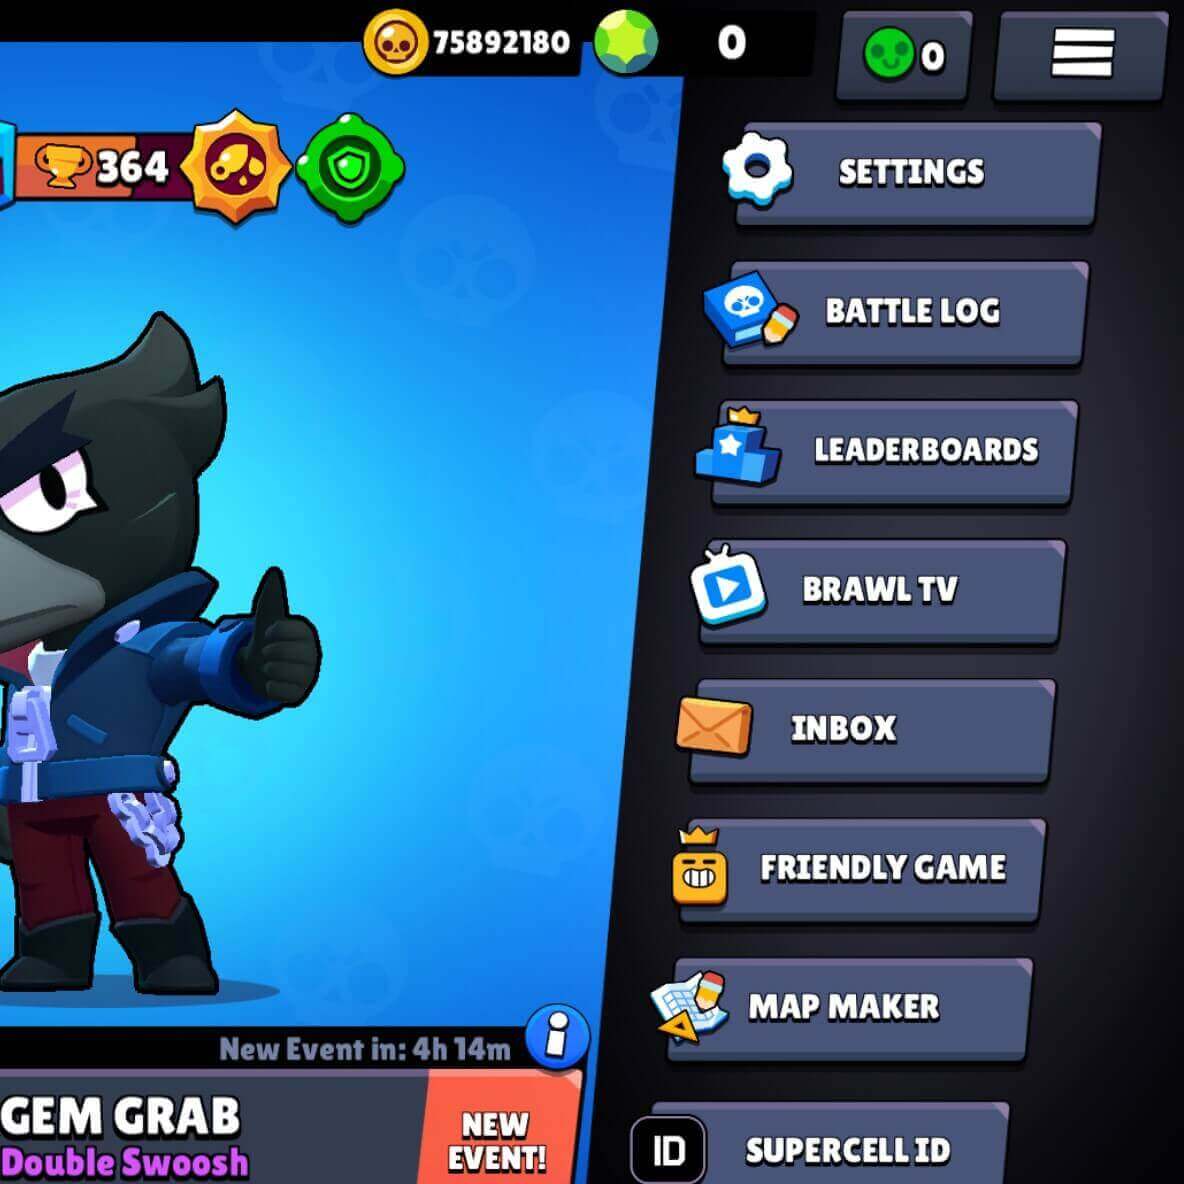 75892180
0
0
364
SETTINGS
BATTLE LOG
LEADERBOARDS
BRAWL TV
INBOX
FRIENDLY GAME
MAP MAKER
New Event in: 4h 14m
GEM GRAB
Double Swoosh
NEW
EVENT!
ID
SUPERCELL ID